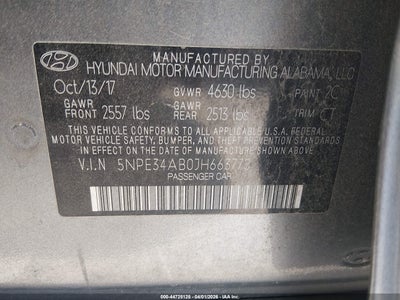 MANUFACTURED BY
HYUNDAI MOTOR MANUFACTURING ALABAMA, LLC
Oct/13/17 GVWR 4630 lbs PAINT 2C
GAWR FRONT 2557 lbs GAWR REAR 2513 lbs TRIM CT
THIS VEHICLE CONFORMS TO ALL APPLICABLE U.S.A. FEDERAL
MOTOR VEHICLE SAFETY, BUMPER, AND THEFT PREVENTION
STANDARDS IN EFFECT ON THE DATE OF MANUFACTURE SHOWN ABOVE.
V.I.N 5NPE34AB0JH66377
PASSENGER CAR
000-44728128 - 04/01/2026 - IAA, Inc